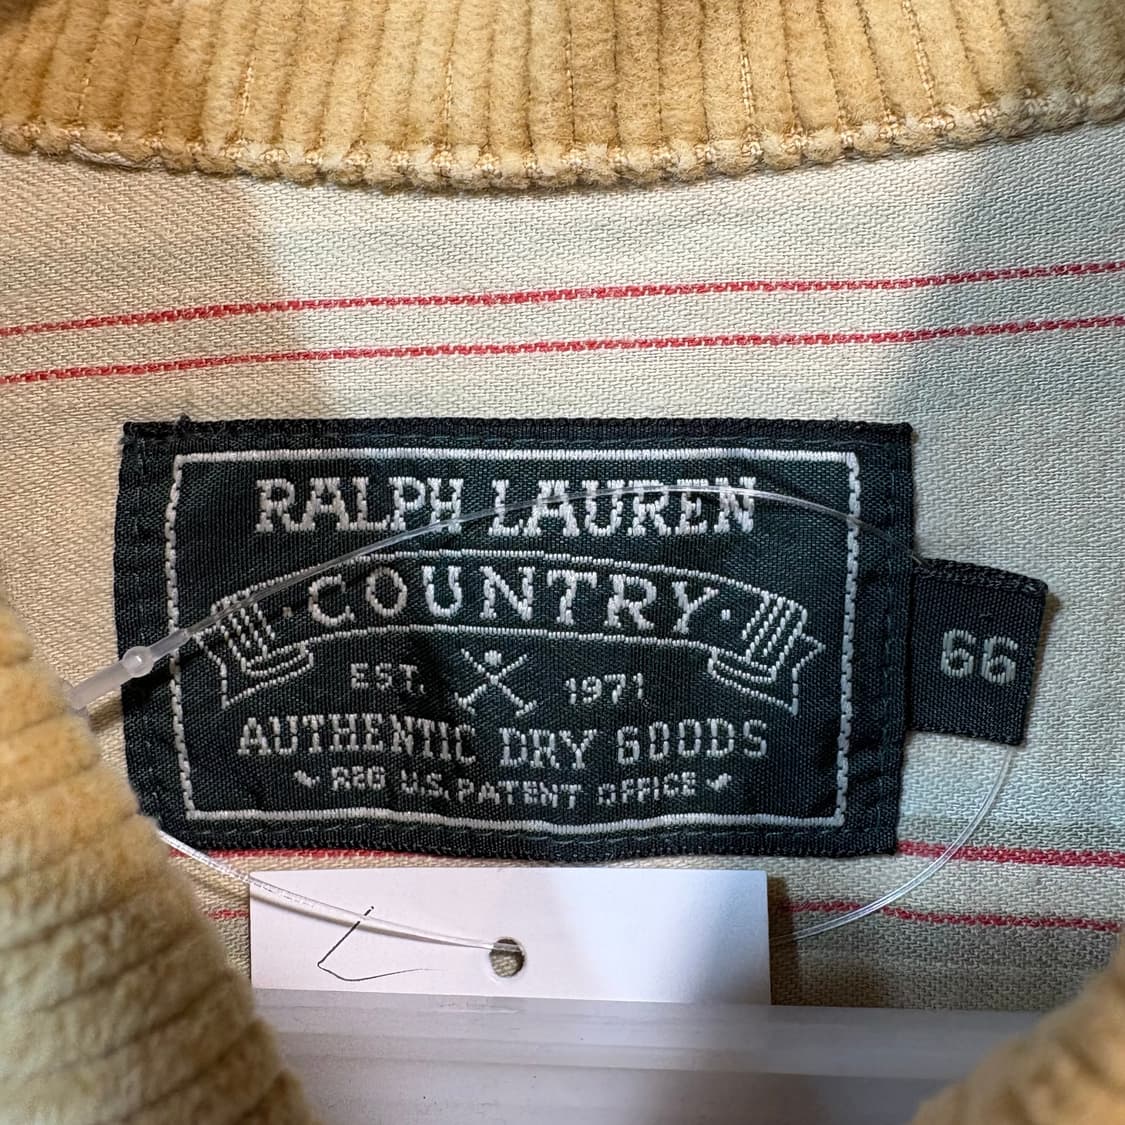 RALPH LAUREN
·COUNTRY·
EST. 1971
AUTHENTIC DRY GOODS
REG U.S. PATENT OFFICE
66
L